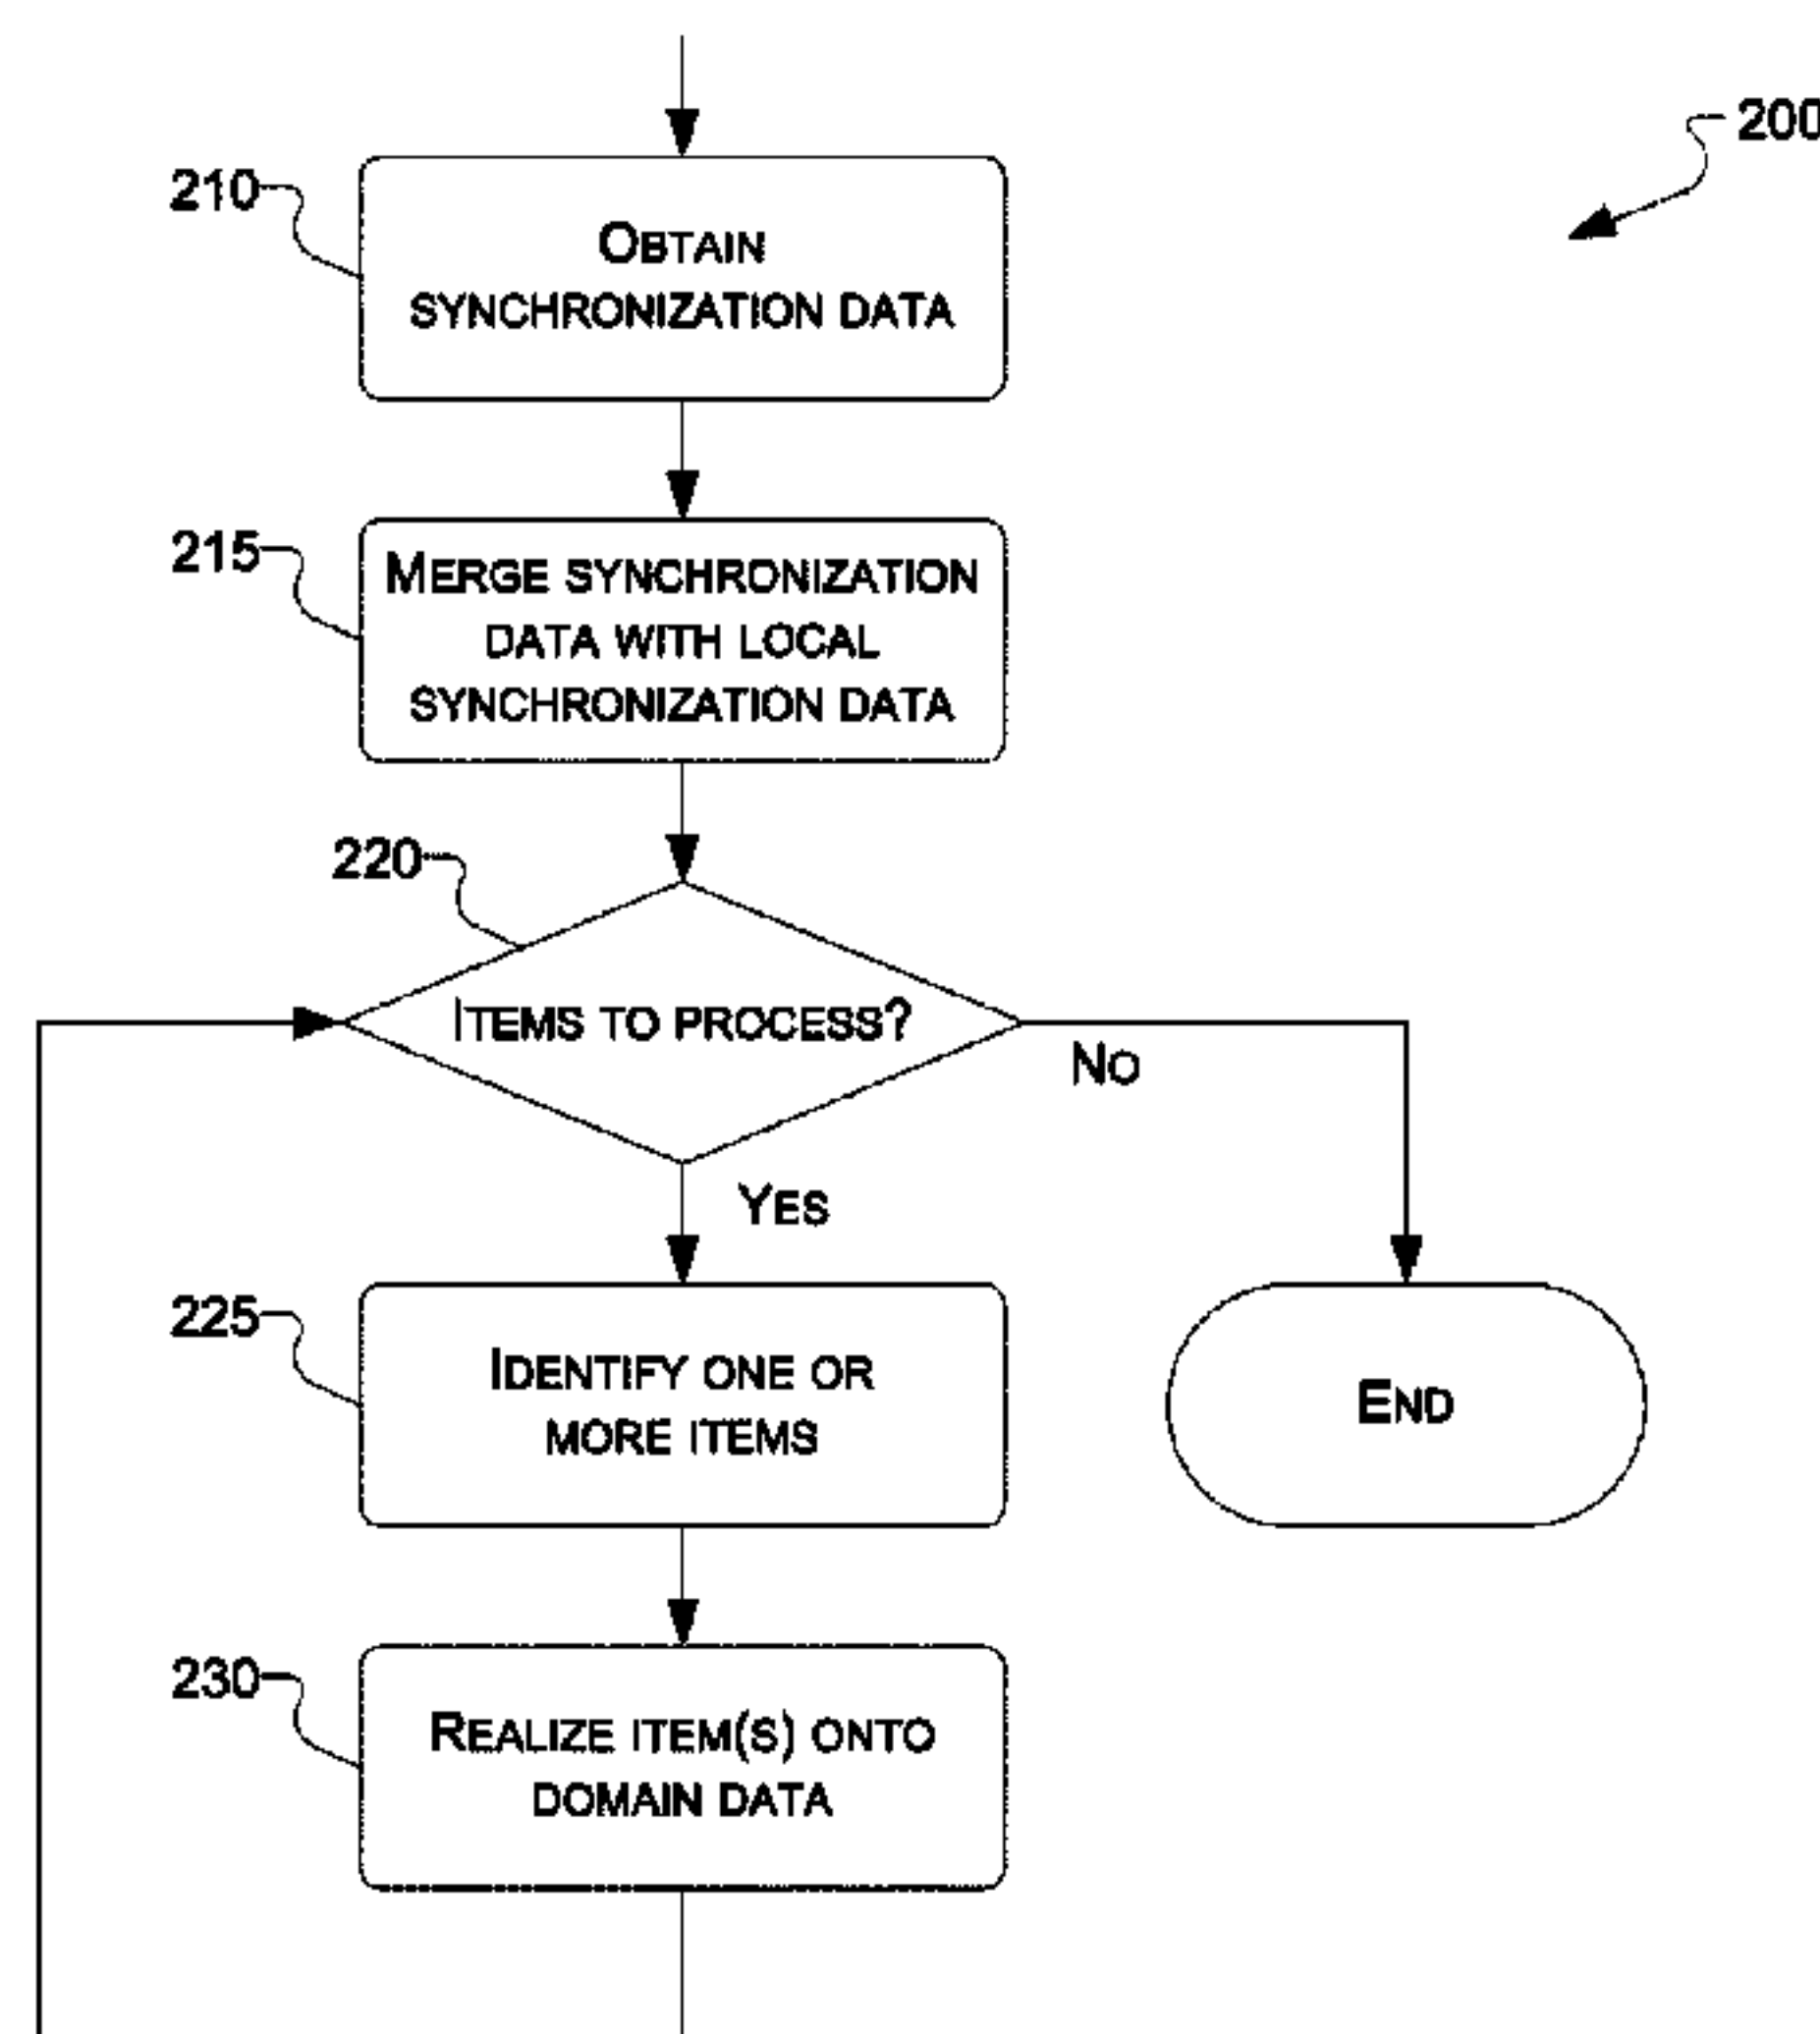 200
210
Obtain
synchronization data
215
Merge synchronization
data with local
synchronization data
220
Items to process?
No
Yes
225
Identify one or
more items
End
230
Realize item(s) onto
domain data